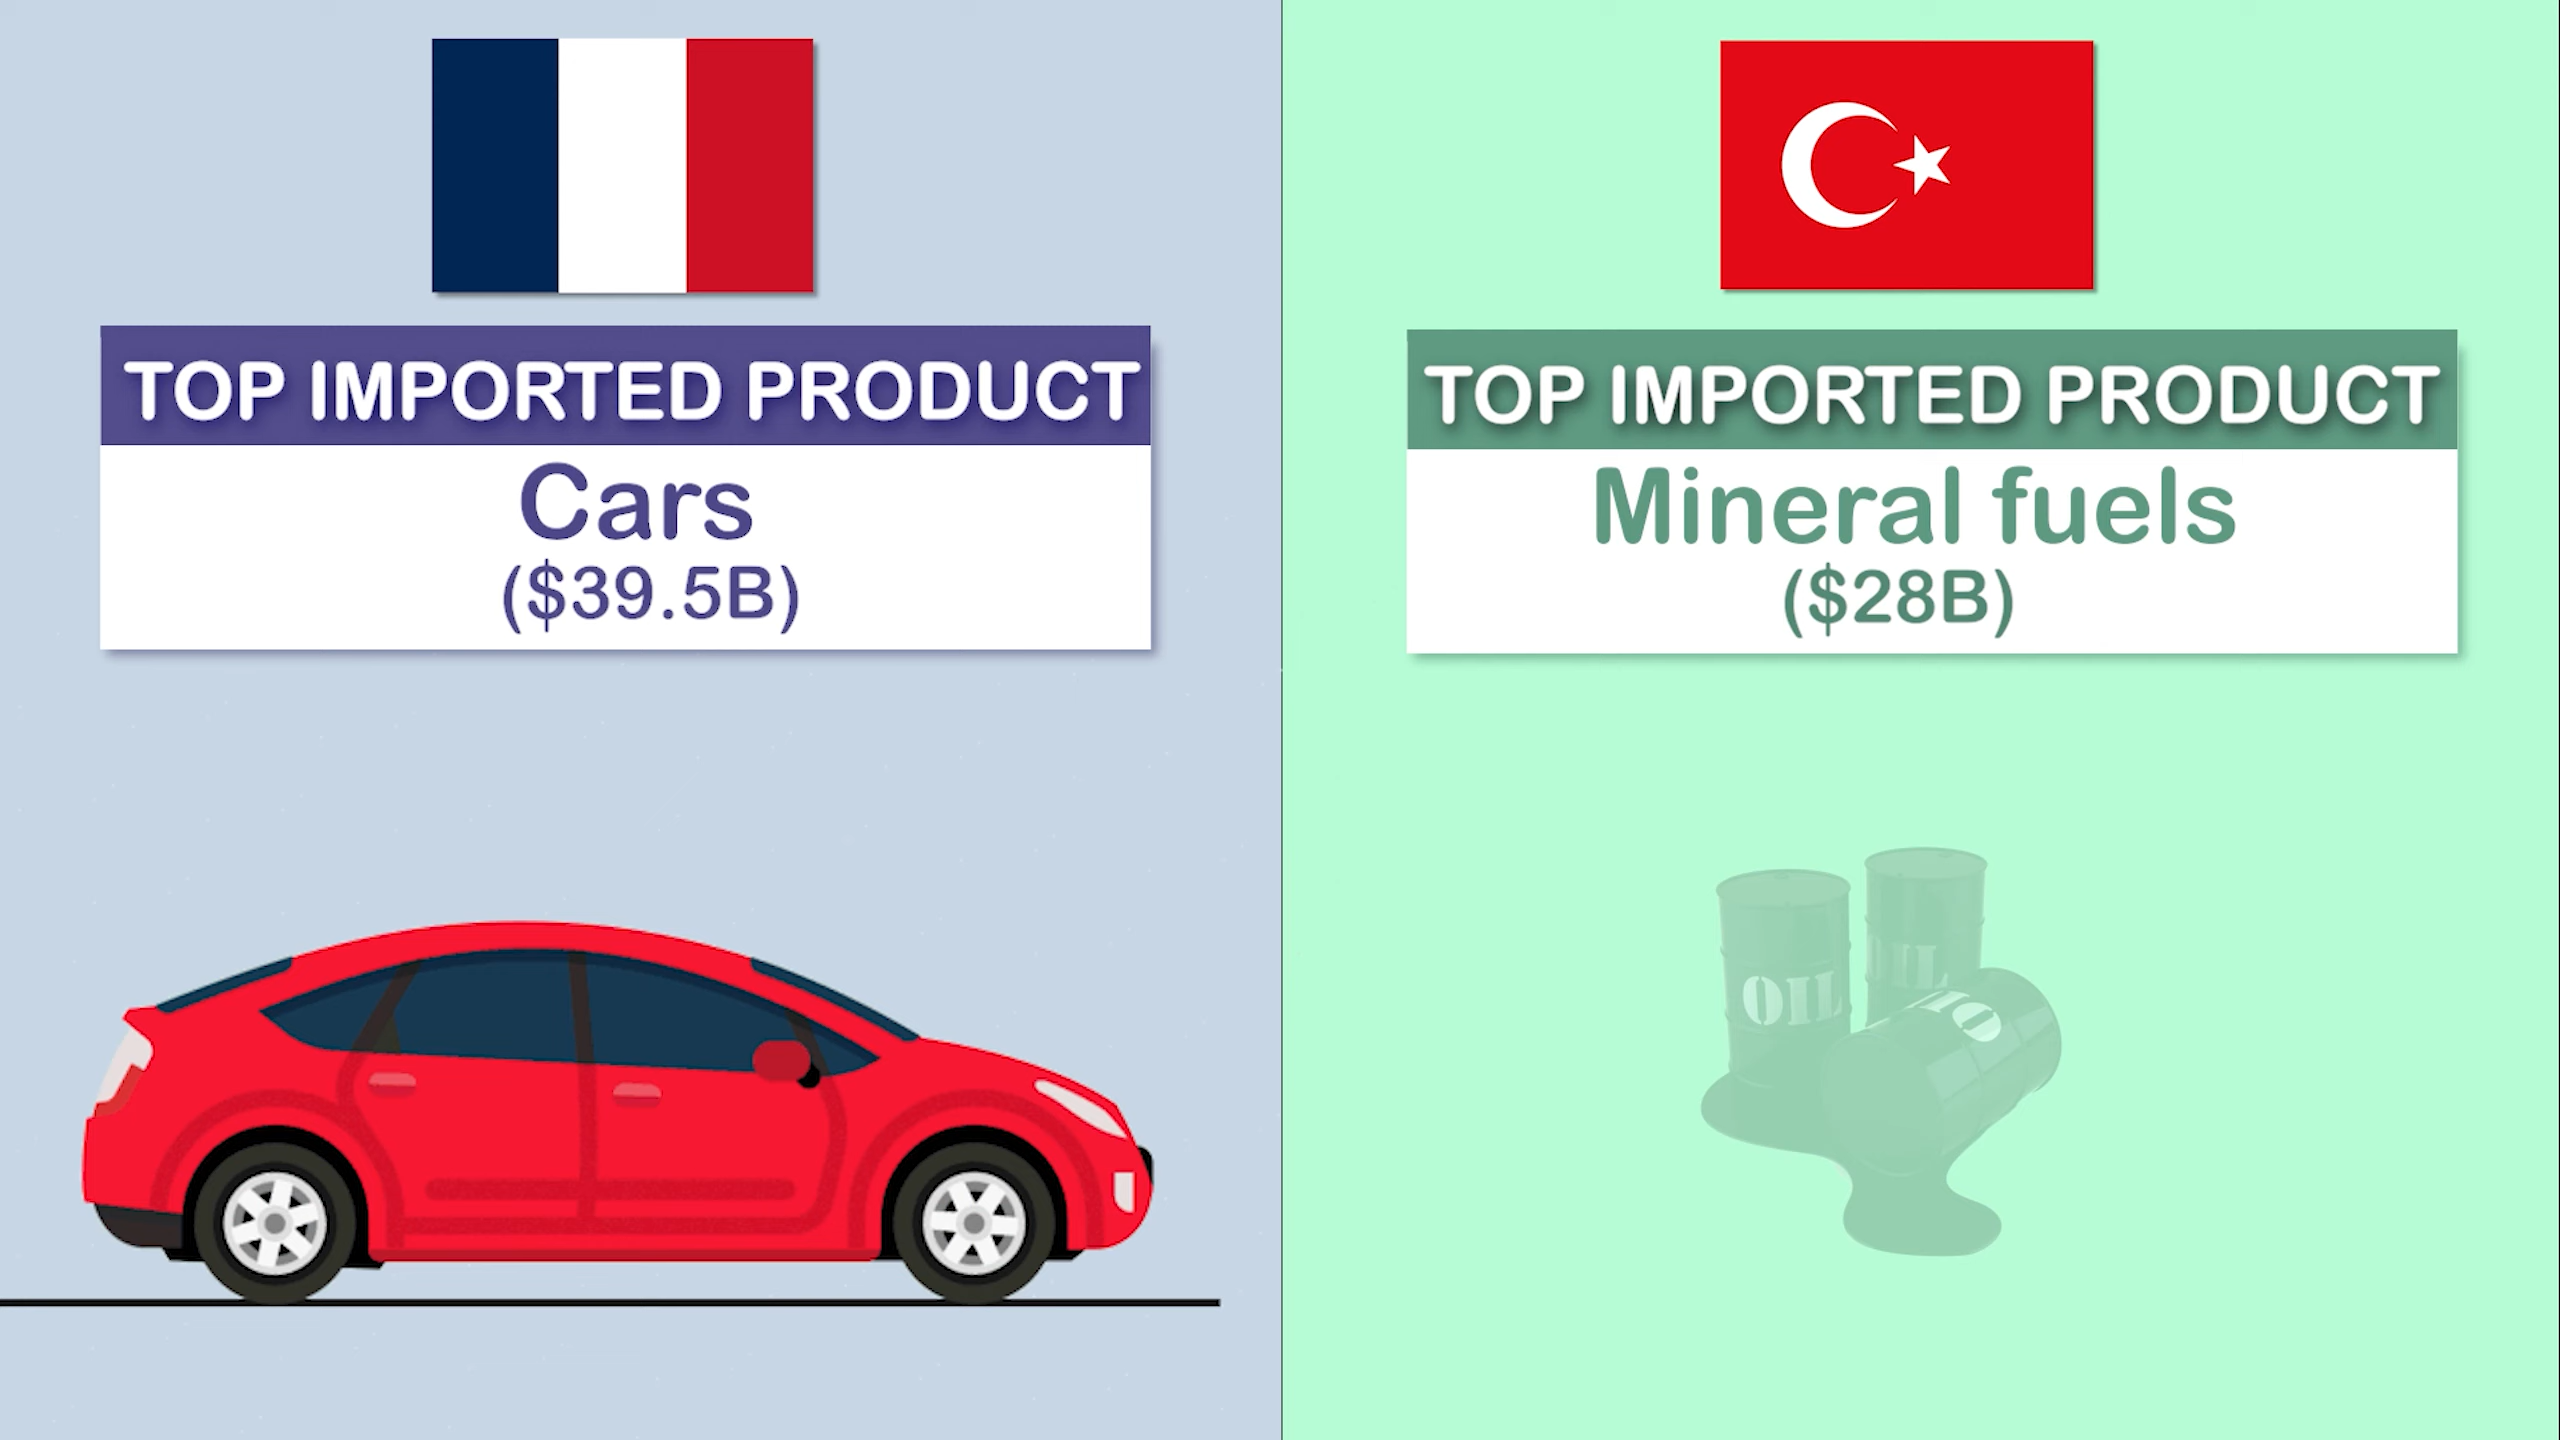 TOP IMPORTED PRODUCT
Cars
($39.5B)
TOP IMPORTED PRODUCT
Mineral fuels
($28B)
OIL
OIL
OIL